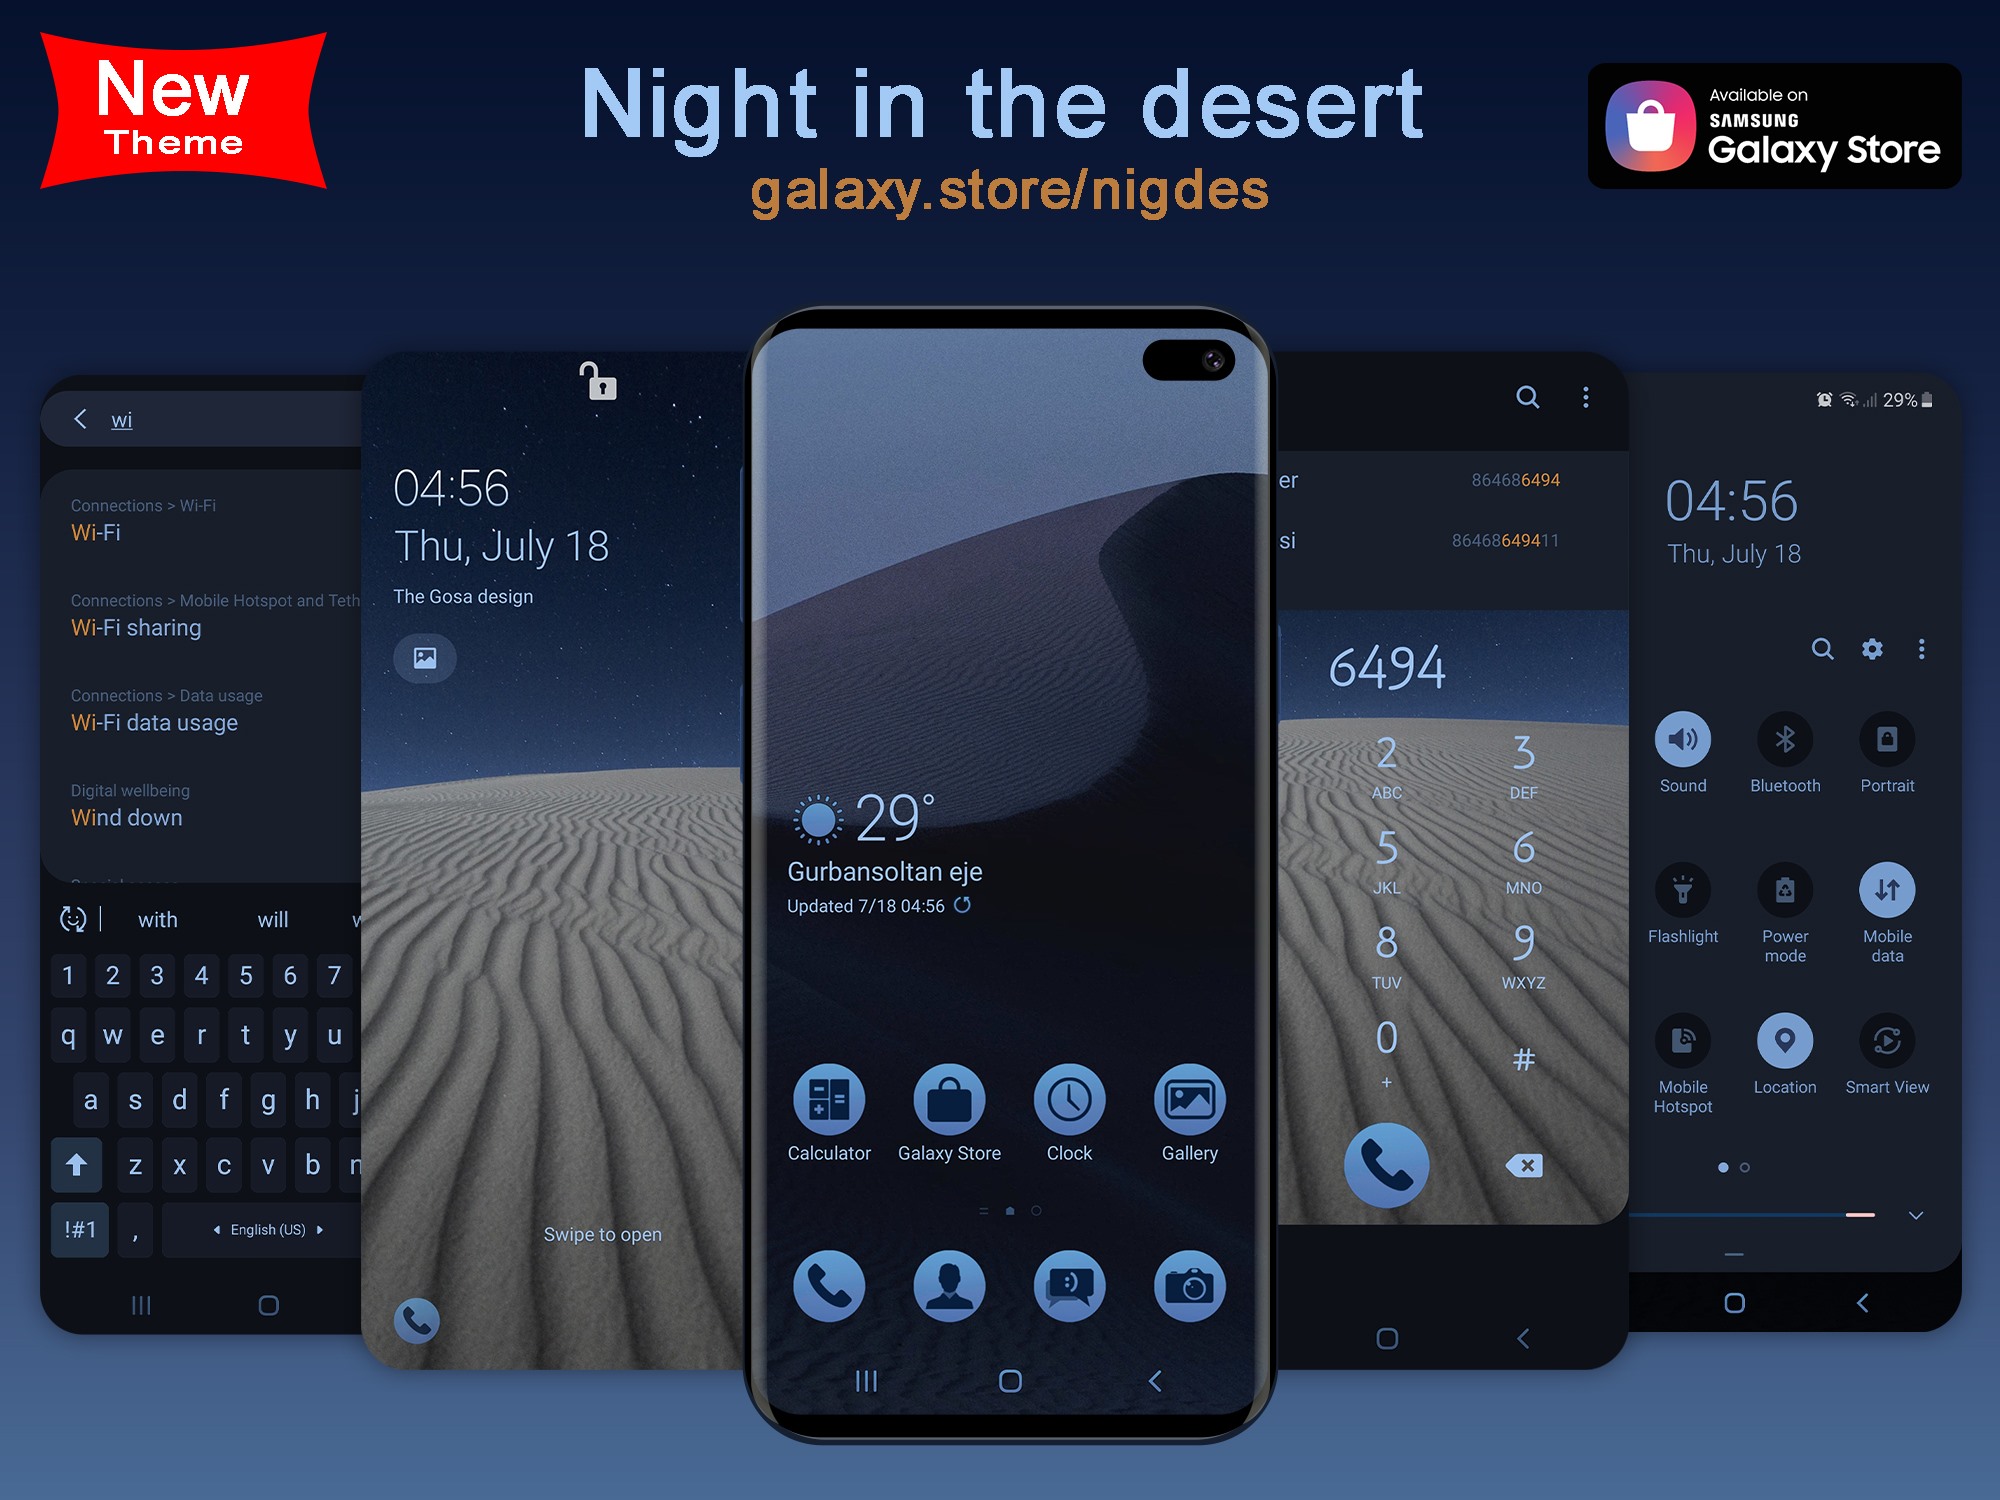 New
Theme
Night in the desert
galaxy.store/nigdes
Available on
SAMSUNG
Galaxy Store
wi
Connections > Wi-Fi
Wi-Fi
Connections > Mobile Hotspot and Teth
Wi-Fi sharing
Connections > Data usage
Wi-Fi data usage
Digital wellbeing
Wind down
with will w
1 2 3 4 5 6 7
q w e r t y u
a s d f g h j
z x c v b n
!#1 , English (US)
04:56
Thu, July 18
The Gosa design
Swipe to open
29°
Gurbansoltan eje
Updated 7/18 04:56
Calculator Galaxy Store Clock Gallery
er 864686494
si 86468649411
6494
2 3
ABC DEF
5 6
JKL MNO
8 9
TUV WXYZ
0 #
+
29%
04:56
Thu, July 18
Sound Bluetooth Portrait
Flashlight Power mode Mobile data
Mobile Hotspot Location Smart View